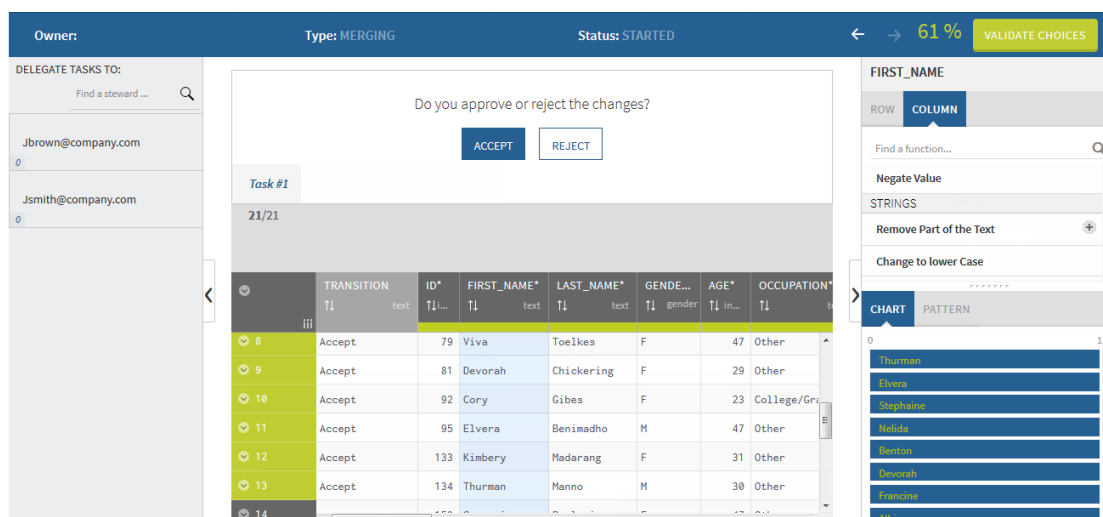 Owner: Type: MERGING Status: STARTED 61 % VALIDATE CHOICES
DELEGATE TASKS TO:
Find a steward ...
Jbrown@company.com
0
Jsmith@company.com
0
Do you approve or reject the changes?
ACCEPT REJECT
Task #1
21/21
TRANSITION ID* FIRST_NAME* LAST_NAME* GENDE... AGE* OCCUPATION*
text i... text text gender in...
8 Accept 79 Viva Toelkes F 47 Other
9 Accept 81 Devorah Chickering F 29 Other
10 Accept 92 Cory Gibes F 23 College/Gra
11 Accept 95 Elvera Benimadho M 47 Other
12 Accept 133 Kimbery Madarang F 31 Other
13 Accept 134 Thurman Manno M 30 Other
14
FIRST_NAME
ROW COLUMN
Find a function...
Negate Value
STRINGS
Remove Part of the Text
Change to lower Case
CHART PATTERN
0 1
Thurman
Elvera
Stephaine
Nelida
Benton
Devorah
Francine